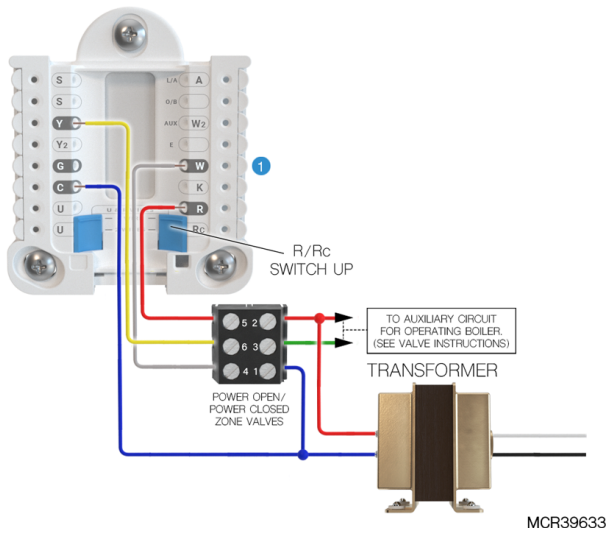 S L/A A
S O/B
Y AUX W2
Y2 E
G W 1
C K
U R
U Rc
R/Rc
SWITCH UP
5 2
6 3
4 1
TO AUXILIARY CIRCUIT
FOR OPERATING BOILER.
(SEE VALVE INSTRUCTIONS)
TRANSFORMER
POWER OPEN/
POWER CLOSED
ZONE VALVES
MCR39633